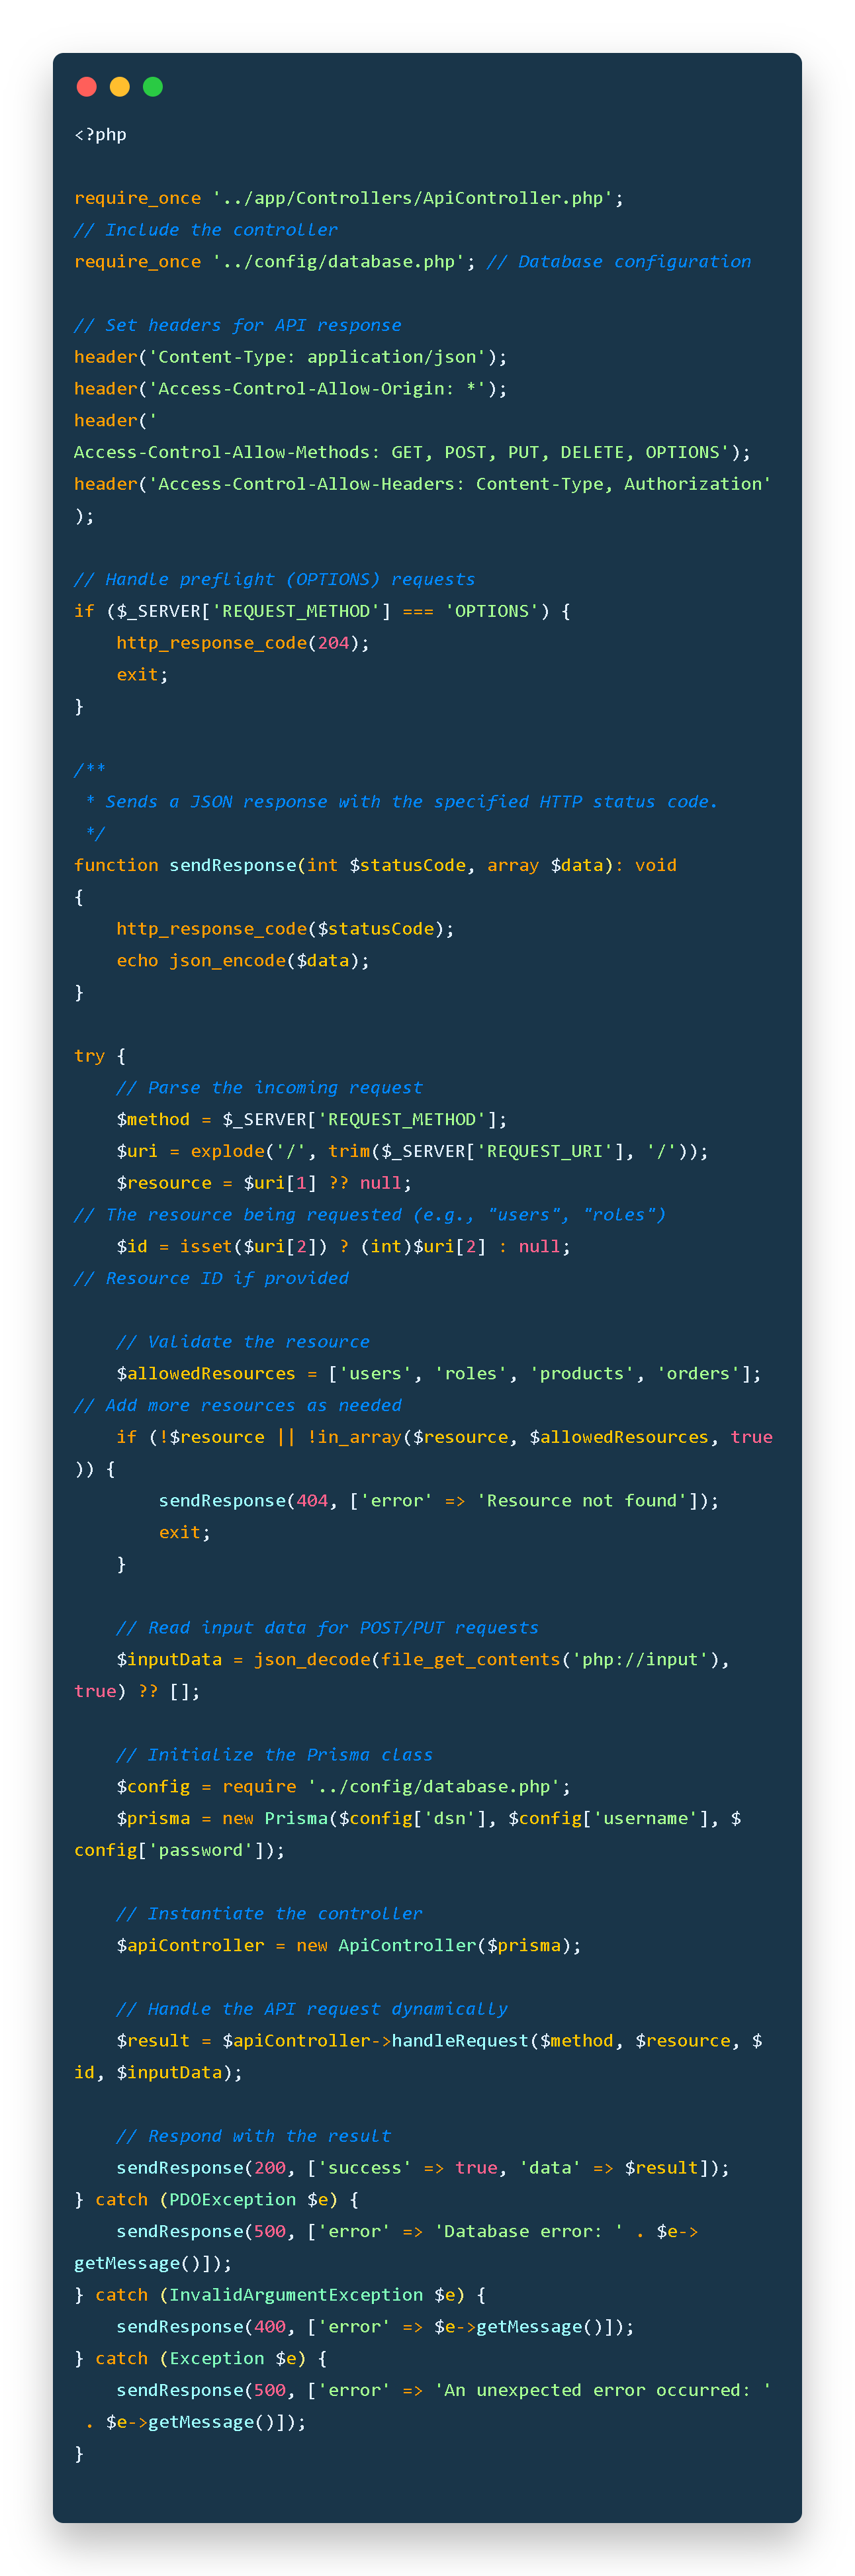 <?php
require_once '../app/Controllers/ApiController.php';
// Include the controller
require_once '../config/database.php'; // Database configuration
// Set headers for API response
header('Content-Type: application/json');
header('Access-Control-Allow-Origin: *');
header('
Access-Control-Allow-Methods: GET, POST, PUT, DELETE, OPTIONS');
header('Access-Control-Allow-Headers: Content-Type, Authorization'
);
// Handle preflight (OPTIONS) requests
if ($_SERVER['REQUEST_METHOD'] === 'OPTIONS') {
    http_response_code(204);
    exit;
}
/**
 * Sends a JSON response with the specified HTTP status code.
 */
function sendResponse(int $statusCode, array $data): void
{
    http_response_code($statusCode);
    echo json_encode($data);
}
try {
    // Parse the incoming request
    $method = $_SERVER['REQUEST_METHOD'];
    $uri = explode('/', trim($_SERVER['REQUEST_URI'], '/'));
    $resource = $uri[1] ?? null;
// The resource being requested (e.g., "users", "roles")
    $id = isset($uri[2]) ? (int)$uri[2] : null;
// Resource ID if provided
    // Validate the resource
    $allowedResources = ['users', 'roles', 'products', 'orders'];
// Add more resources as needed
    if (!$resource || !in_array($resource, $allowedResources, true
)) {
        sendResponse(404, ['error' => 'Resource not found']);
        exit;
    }
    // Read input data for POST/PUT requests
    $inputData = json_decode(file_get_contents('php://input'),
true) ?? [];
    // Initialize the Prisma class
    $config = require '../config/database.php';
    $prisma = new Prisma($config['dsn'], $config['username'], $
config['password']);
    // Instantiate the controller
    $apiController = new ApiController($prisma);
    // Handle the API request dynamically
    $result = $apiController->handleRequest($method, $resource, $
id, $inputData);
    // Respond with the result
    sendResponse(200, ['success' => true, 'data' => $result]);
} catch (PDOException $e) {
    sendResponse(500, ['error' => 'Database error: ' . $e->
getMessage()]);
} catch (InvalidArgumentException $e) {
    sendResponse(400, ['error' => $e->getMessage()]);
} catch (Exception $e) {
    sendResponse(500, ['error' => 'An unexpected error occurred: '
 . $e->getMessage()]);
}